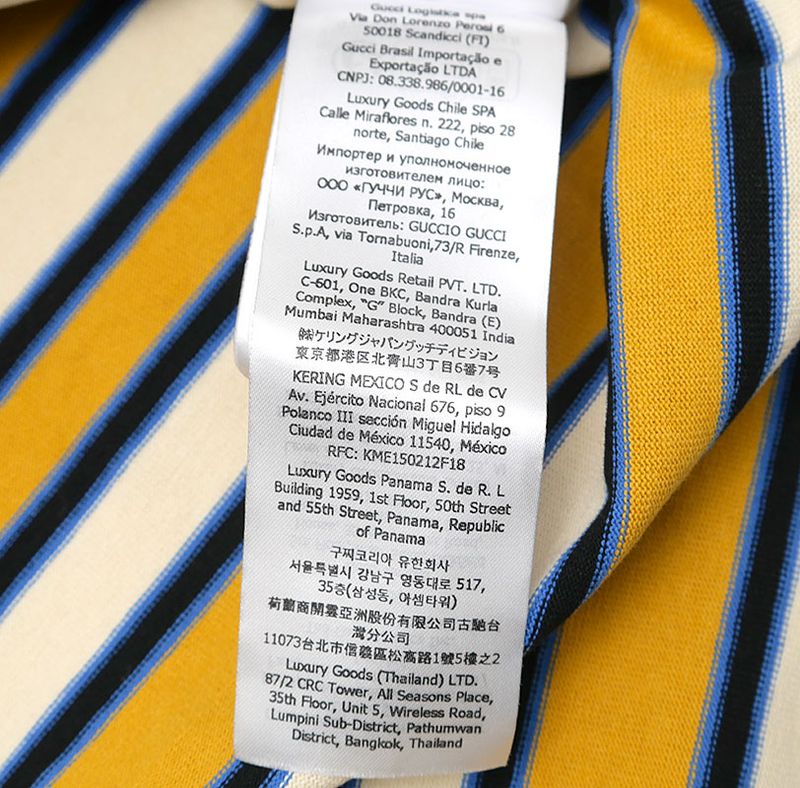 Gucci Logistica spa
Via Don Lorenzo Perosi 6
50018 Scandicci (FI)
Gucci Brasil Importação e
Exportação LTDA
CNPJ: 08.338.986/0001-16
Luxury Goods Chile SPA
Calle Miraflores n. 222, piso 28
norte, Santiago Chile
Импортер и уполномоченное
изготовителем лицо:
ООО «ГУЧЧИ РУС», Москва,
Петровка, 16
Изготовитель: GUCCIO GUCCI
S.p.A, via Tornabuoni,73/R Firenze,
Italia
Luxury Goods Retail PVT. LTD.
C-601, One BKC, Bandra Kurla
Complex, “G” Block, Bandra (E)
Mumbai Maharashtra 400051 India
㈱ケリングジャパングッチディビジョン
東京都港区北青山3丁目6番7号
KERING MEXICO S de RL de CV
Av. Ejército Nacional 676, piso 9
Polanco III sección Miguel Hidalgo
Ciudad de México 11540, México
RFC: KME150212F18
Luxury Goods Panama S. de R. L
Building 1959, 1st Floor, 50th Street
and 55th Street, Panama, Republic
of Panama
구찌코리아 유한회사
서울특별시 강남구 영동대로 517,
35층(삼성동, 아셈타워)
荷蘭商開雲亞洲股份有限公司古馳台
灣分公司
11073台北市信義區松高路1號5樓之2
Luxury Goods (Thailand) LTD.
87/2 CRC Tower, All Seasons Place,
35th Floor, Unit 5, Wireless Road,
Lumpini Sub-District, Pathumwan
District, Bangkok, Thailand